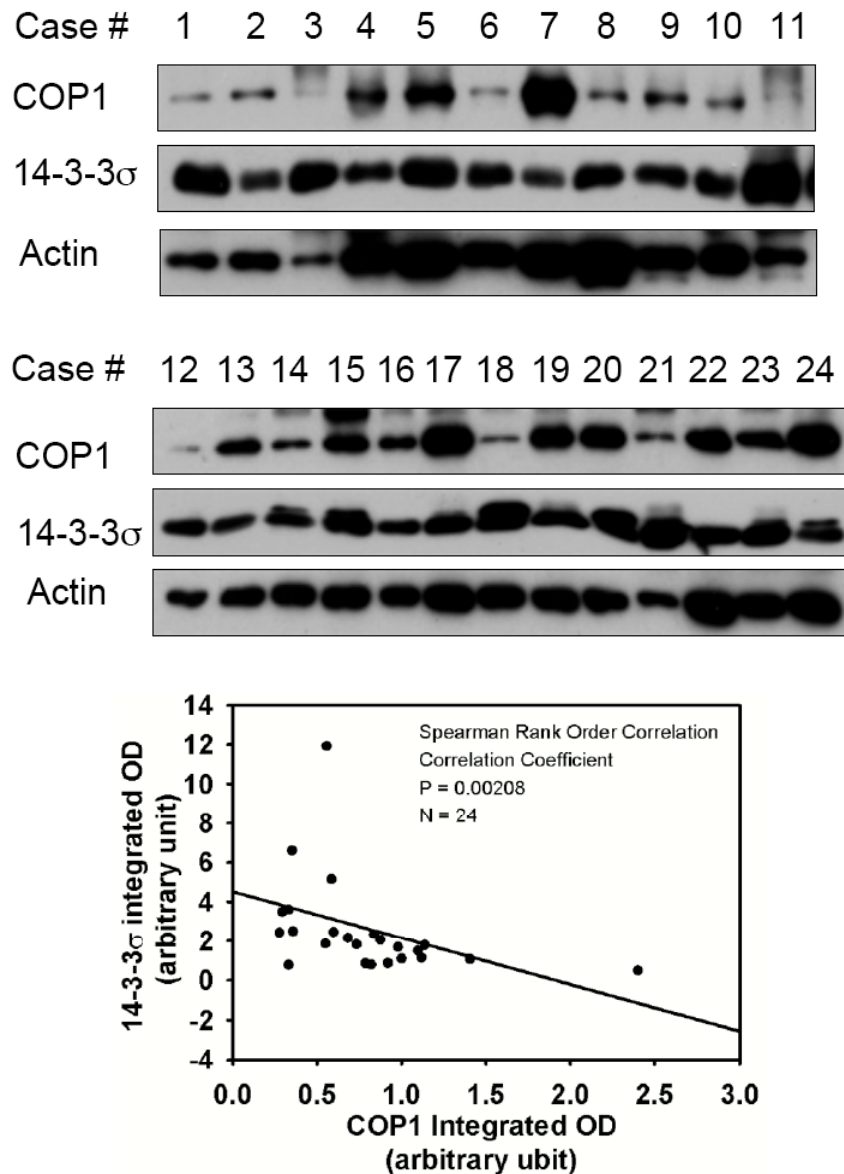 Case # 1 2 3 4 5 6 7 8 9 10 11
COP1
14-3-3σ
Actin
Case # 12 13 14 15 16 17 18 19 20 21 22 23 24
COP1
14-3-3σ
Actin
14-3-3σ integrated OD
(arbitrary unit)
14
12
10
8
6
4
2
0
-2
-4
Spearman Rank Order Correlation
Correlation Coefficient
P = 0.00208
N = 24
0.0 0.5 1.0 1.5 2.0 2.5 3.0
COP1 Integrated OD
(arbitrary ubit)